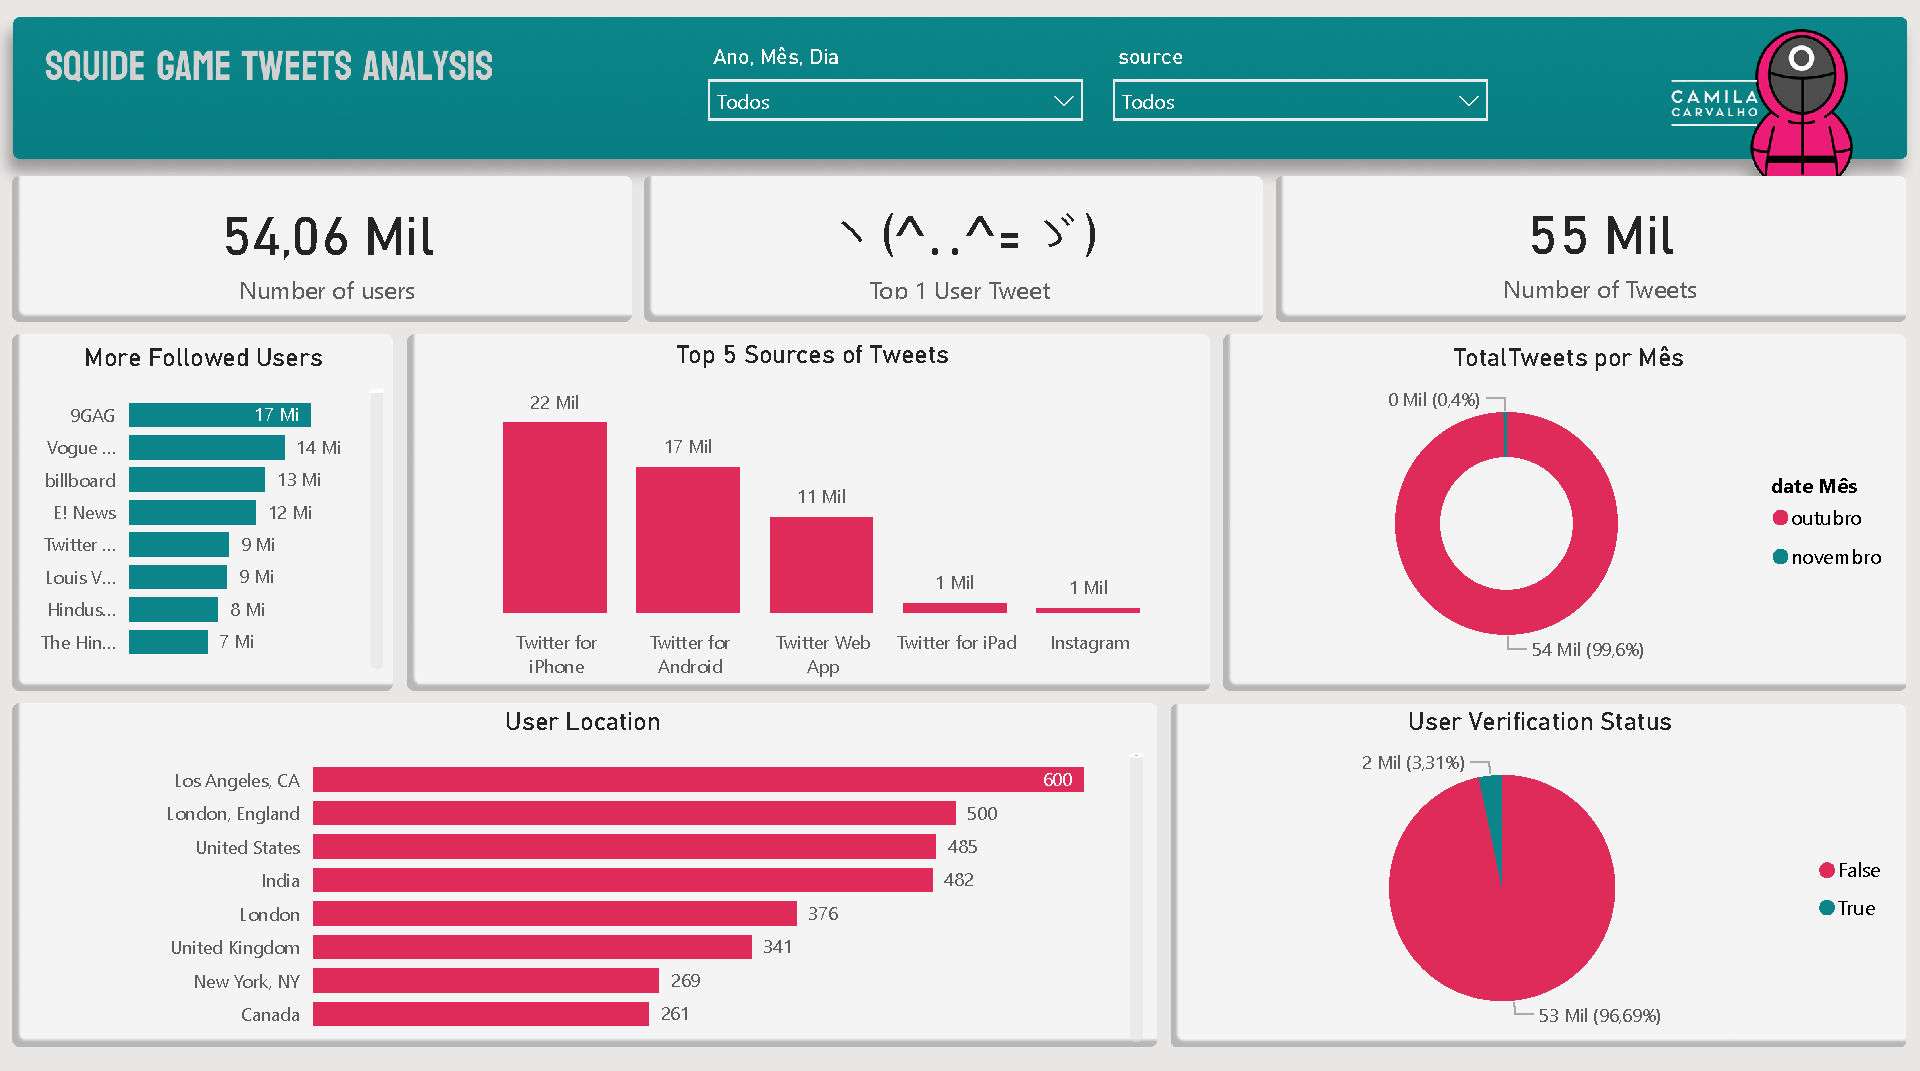 SQUIDE GAME TWEETS ANALYSIS
Ano, Mês, Dia
Todos
source
Todos
CAMILA
CARVALHO
54,06 Mil
Number of users
ヽ(^..^=ゞ)
Top 1 User Tweet
55 Mil
Number of Tweets
More Followed Users
9GAG 17 Mi
Vogue ... 14 Mi
billboard 13 Mi
E! News 12 Mi
Twitter ... 9 Mi
Louis V... 9 Mi
Hindus... 8 Mi
The Hin... 7 Mi
Top 5 Sources of Tweets
22 Mil
17 Mil
11 Mil
1 Mil
1 Mil
Twitter for iPhone
Twitter for Android
Twitter Web App
Twitter for iPad
Instagram
TotalTweets por Mês
0 Mil (0,4%)
54 Mil (99,6%)
date Mês
outubro
novembro
User Location
Los Angeles, CA 600
London, England 500
United States 485
India 482
London 376
United Kingdom 341
New York, NY 269
Canada 261
User Verification Status
2 Mil (3,31%)
53 Mil (96,69%)
False
True